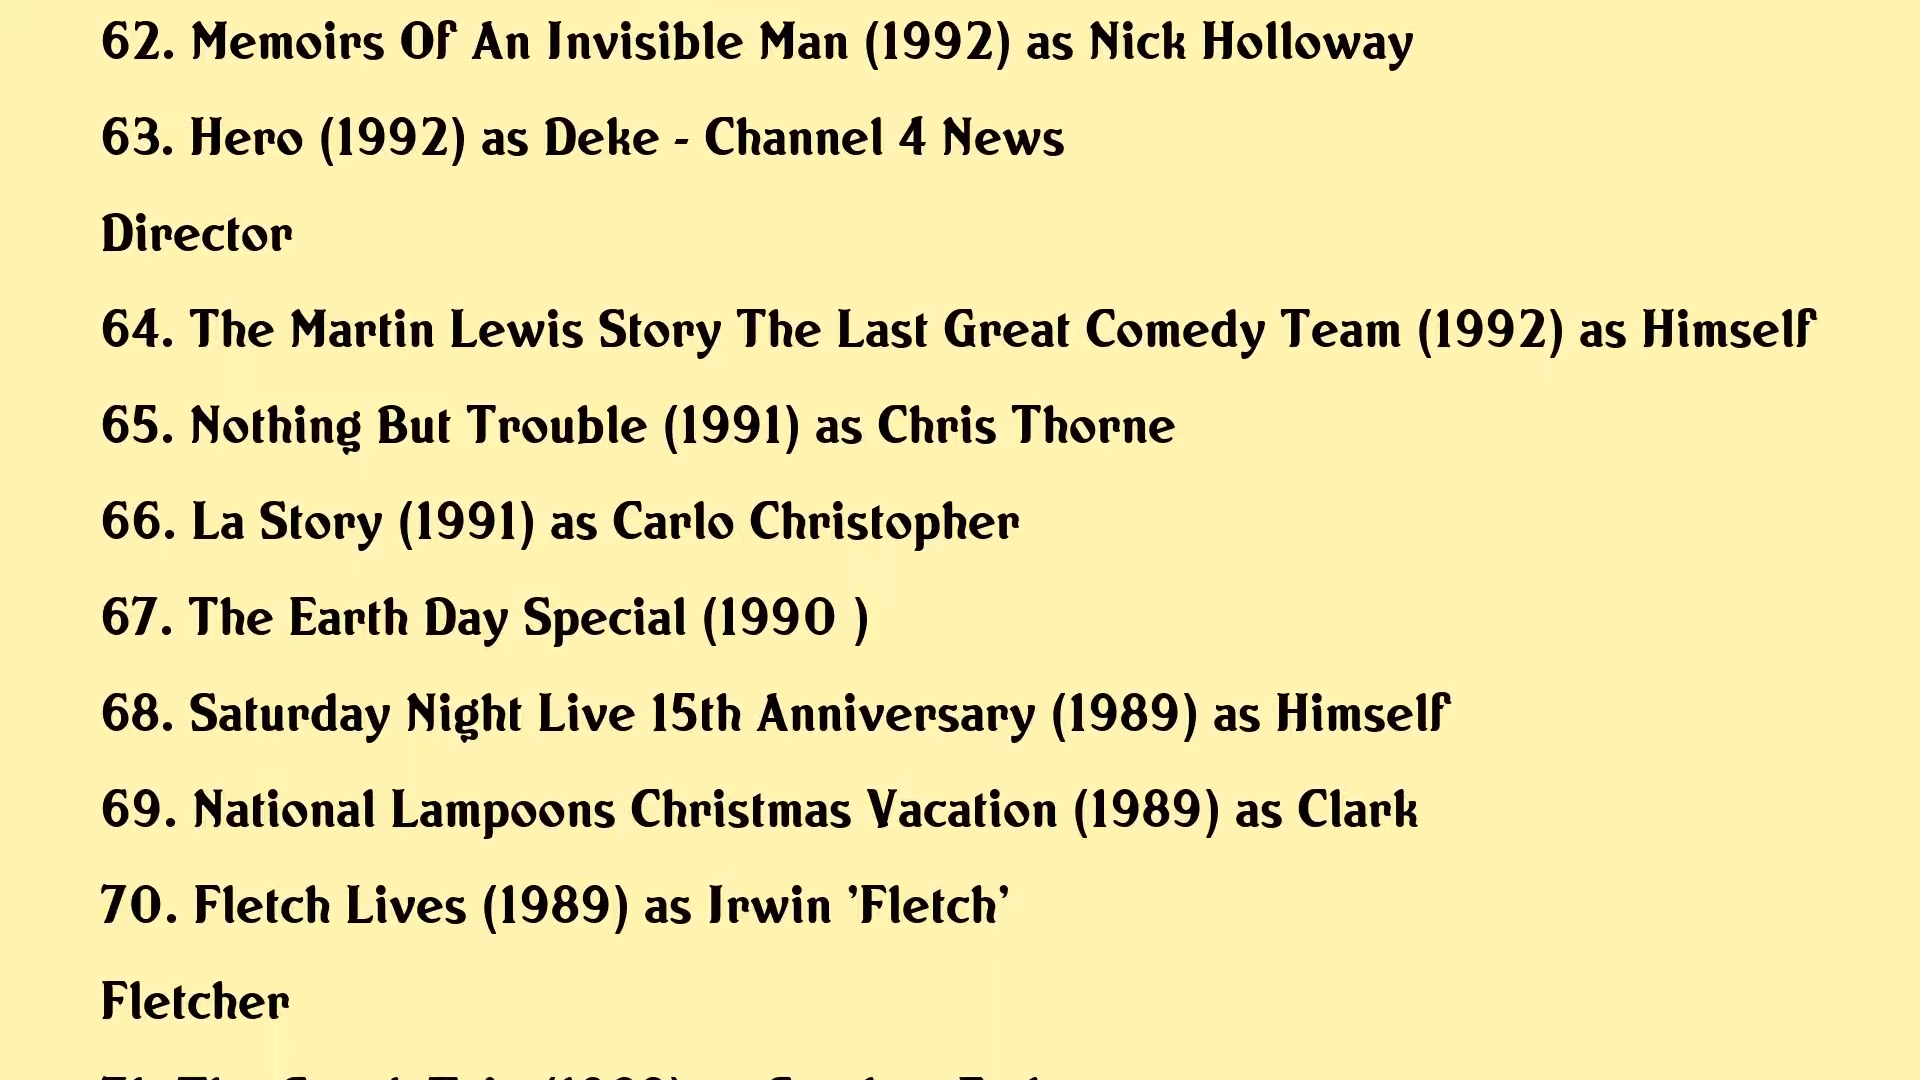 62. Memoirs Of An Invisible Man (1992) as Nick Holloway
63. Hero (1992) as Deke - Channel 4 News
Director
64. The Martin Lewis Story The Last Great Comedy Team (1992) as Himself
65. Nothing But Trouble (1991) as Chris Thorne
66. La Story (1991) as Carlo Christopher
67. The Earth Day Special (1990 )
68. Saturday Night Live 15th Anniversary (1989) as Himself
69. National Lampoons Christmas Vacation (1989) as Clark
70. Fletch Lives (1989) as Irwin 'Fletch'
Fletcher